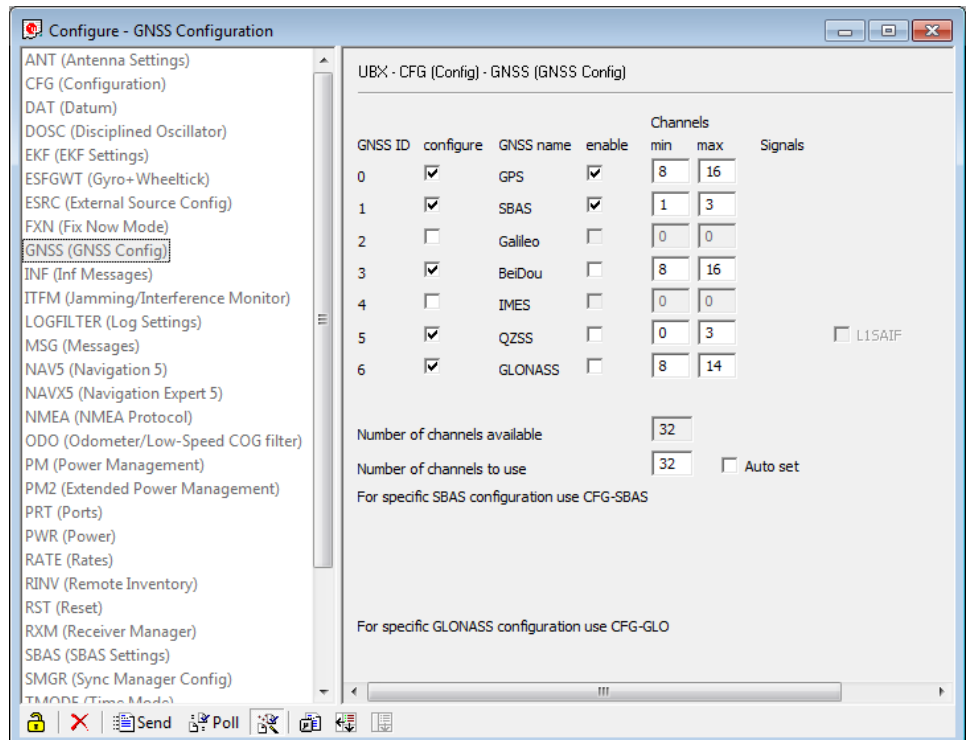 Configure - GNSS Configuration
ANT (Antenna Settings)
CFG (Configuration)
DAT (Datum)
DOSC (Disciplined Oscillator)
EKF (EKF Settings)
ESFGWT (Gyro+Wheeltick)
ESRC (External Source Config)
FXN (Fix Now Mode)
GNSS (GNSS Config)
INF (Inf Messages)
ITFM (Jamming/Interference Monitor)
LOGFILTER (Log Settings)
MSG (Messages)
NAV5 (Navigation 5)
NAVX5 (Navigation Expert 5)
NMEA (NMEA Protocol)
ODO (Odometer/Low-Speed COG filter)
PM (Power Management)
PM2 (Extended Power Management)
PRT (Ports)
PWR (Power)
RATE (Rates)
RINV (Remote Inventory)
RST (Reset)
RXM (Receiver Manager)
SBAS (SBAS Settings)
SMGR (Sync Manager Config)
TMODE (Time Mode)
UBX - CFG (Config) - GNSS (GNSS Config)
Channels
GNSS ID configure GNSS name enable min max Signals
0 GPS 8 16
1 SBAS 1 3
2 Galileo 0 0
3 BeiDou 8 16
4 IMES 0 0
5 QZSS 0 3 L1SAIF
6 GLONASS 8 14
Number of channels available 32
Number of channels to use 32 Auto set
For specific SBAS configuration use CFG-SBAS
For specific GLONASS configuration use CFG-GLO
Send Poll